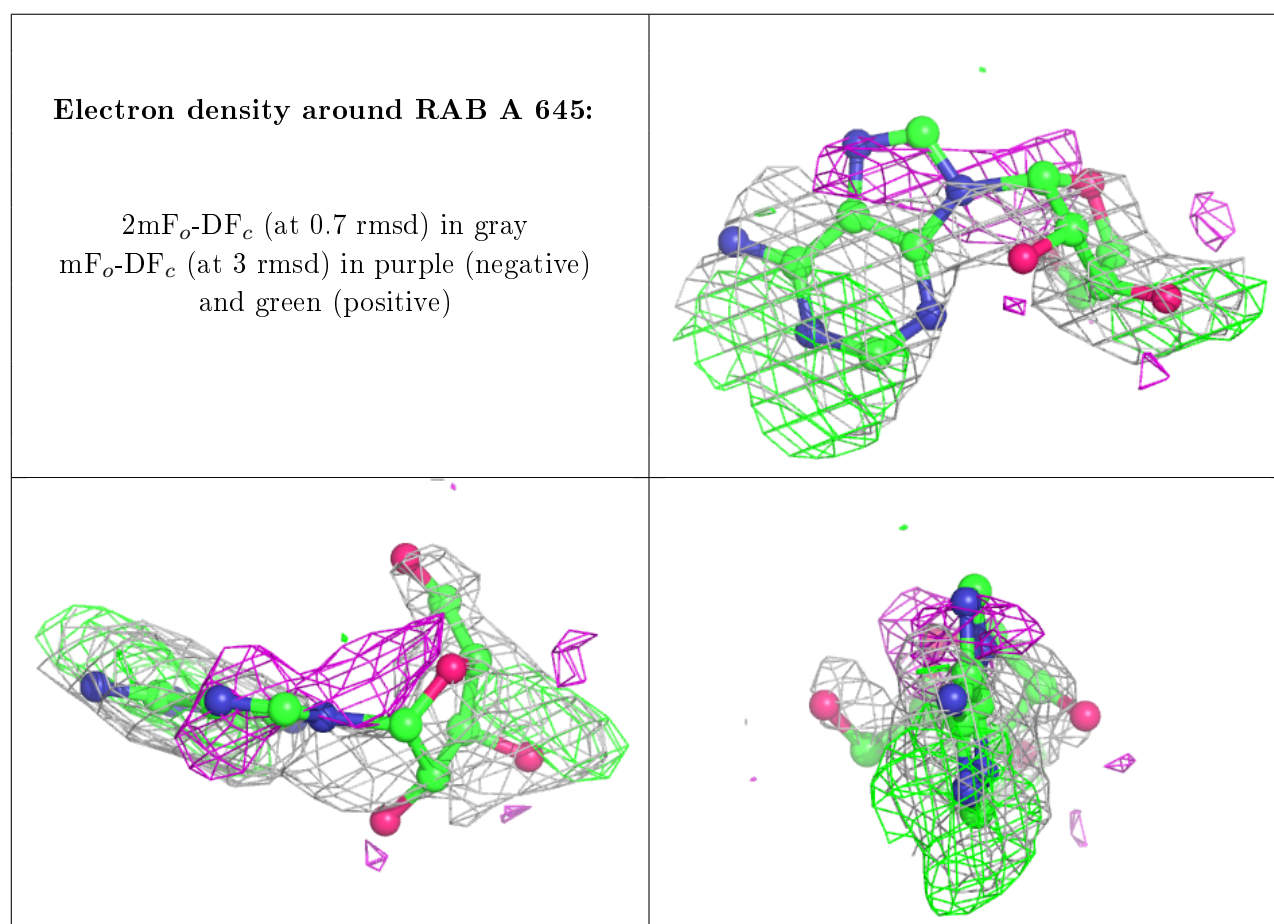 Electron density around RAB A 645:
2mFo-DFc (at 0.7 rmsd) in gray
mFo-DFc (at 3 rmsd) in purple (negative)
and green (positive)